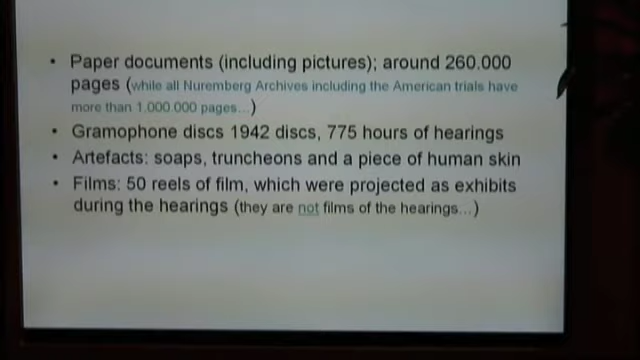 • Paper documents (including pictures); around 260.000
pages (while all Nuremberg Archives including the American trials have
more than 1.000.000 pages...)
• Gramophone discs 1942 discs, 775 hours of hearings
• Artefacts: soaps, truncheons and a piece of human skin
• Films: 50 reels of film, which were projected as exhibits
during the hearings (they are not films of the hearings...)